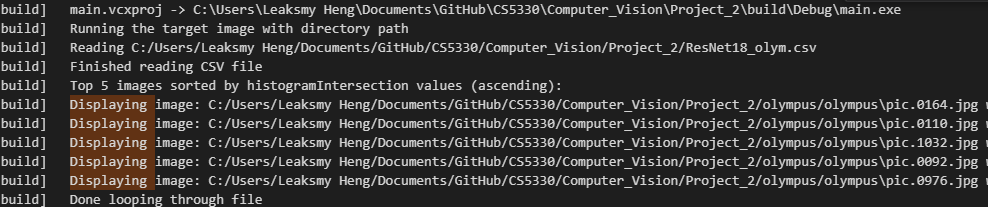 build]   main.vcxproj -> C:\Users\Leaksmy Heng\Documents\GitHub\CS5330\Computer_Vision\Project_2\build\Debug\main.exe
build]   Running the target image with directory path
build]   Reading C:/Users/Leaksmy Heng/Documents/GitHub/CS5330/Computer_Vision/Project_2/ResNet18_olym.csv
build]   Finished reading CSV file
build]   Top 5 images sorted by histogramIntersection values (ascending):
build]   Displaying image: C:/Users/Leaksmy Heng/Documents/GitHub/CS5330/Computer_Vision/Project_2/olympus/olympus\pic.0164.jpg
build]   Displaying image: C:/Users/Leaksmy Heng/Documents/GitHub/CS5330/Computer_Vision/Project_2/olympus/olympus\pic.0110.jpg
build]   Displaying image: C:/Users/Leaksmy Heng/Documents/GitHub/CS5330/Computer_Vision/Project_2/olympus/olympus\pic.1032.jpg
build]   Displaying image: C:/Users/Leaksmy Heng/Documents/GitHub/CS5330/Computer_Vision/Project_2/olympus/olympus\pic.0092.jpg
build]   Displaying image: C:/Users/Leaksmy Heng/Documents/GitHub/CS5330/Computer_Vision/Project_2/olympus/olympus\pic.0976.jpg
build]   Done looping through file